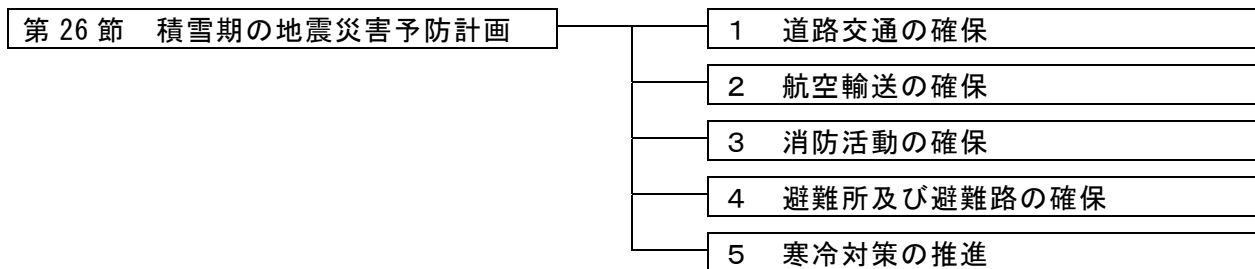 第 26 節　積雪期の地震災害予防計画
１　道路交通の確保
２　航空輸送の確保
３　消防活動の確保
４　避難所及び避難路の確保
５　寒冷対策の推進